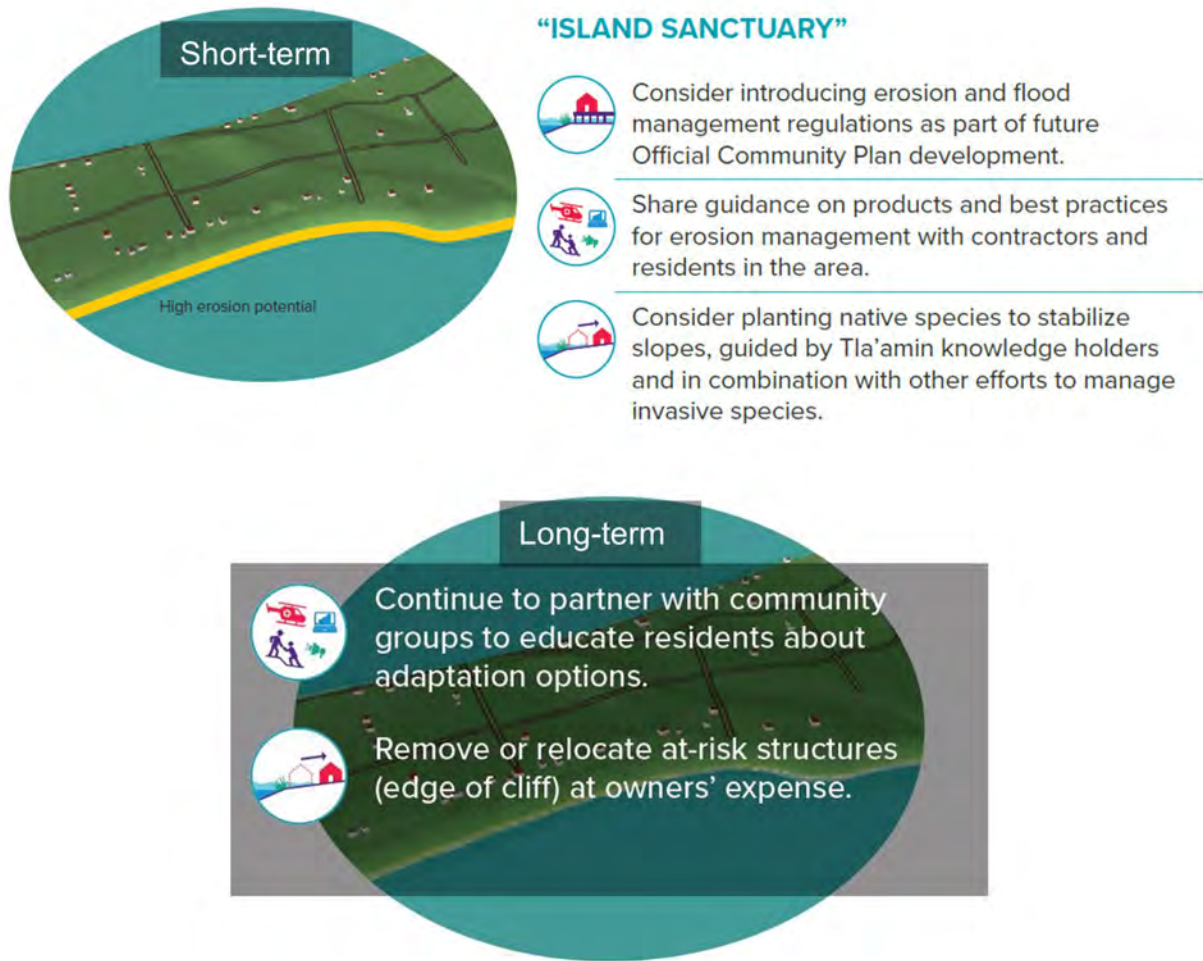 Short-term
High erosion potential
“ISLAND SANCTUARY”
Consider introducing erosion and flood
management regulations as part of future
Official Community Plan development.
Share guidance on products and best practices
for erosion management with contractors and
residents in the area.
Consider planting native species to stabilize
slopes, guided by Tla’amin knowledge holders
and in combination with other efforts to manage
invasive species.
Long-term
Continue to partner with community
groups to educate residents about
adaptation options.
Remove or relocate at-risk structures
(edge of cliff) at owners’ expense.